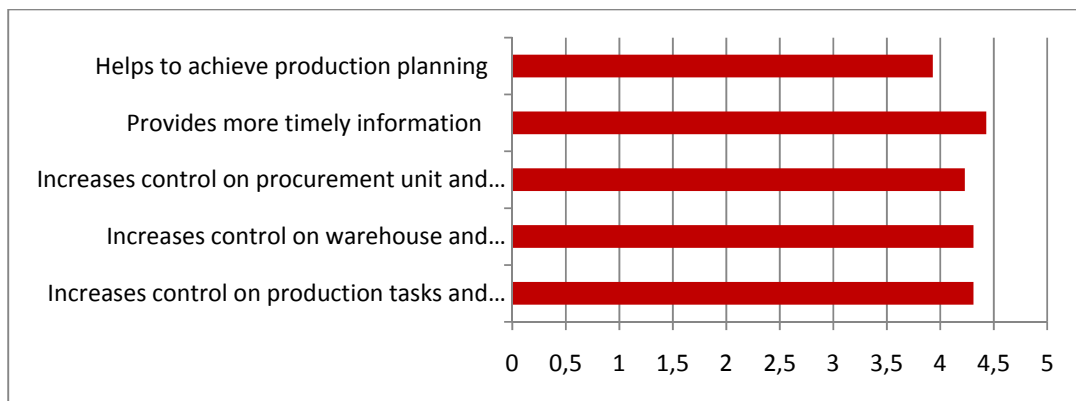 Helps to achieve production planning
Provides more timely information
Increases control on procurement unit and...
Increases control on warehouse and...
Increases control on production tasks and...
0 0,5 1 1,5 2 2,5 3 3,5 4 4,5 5